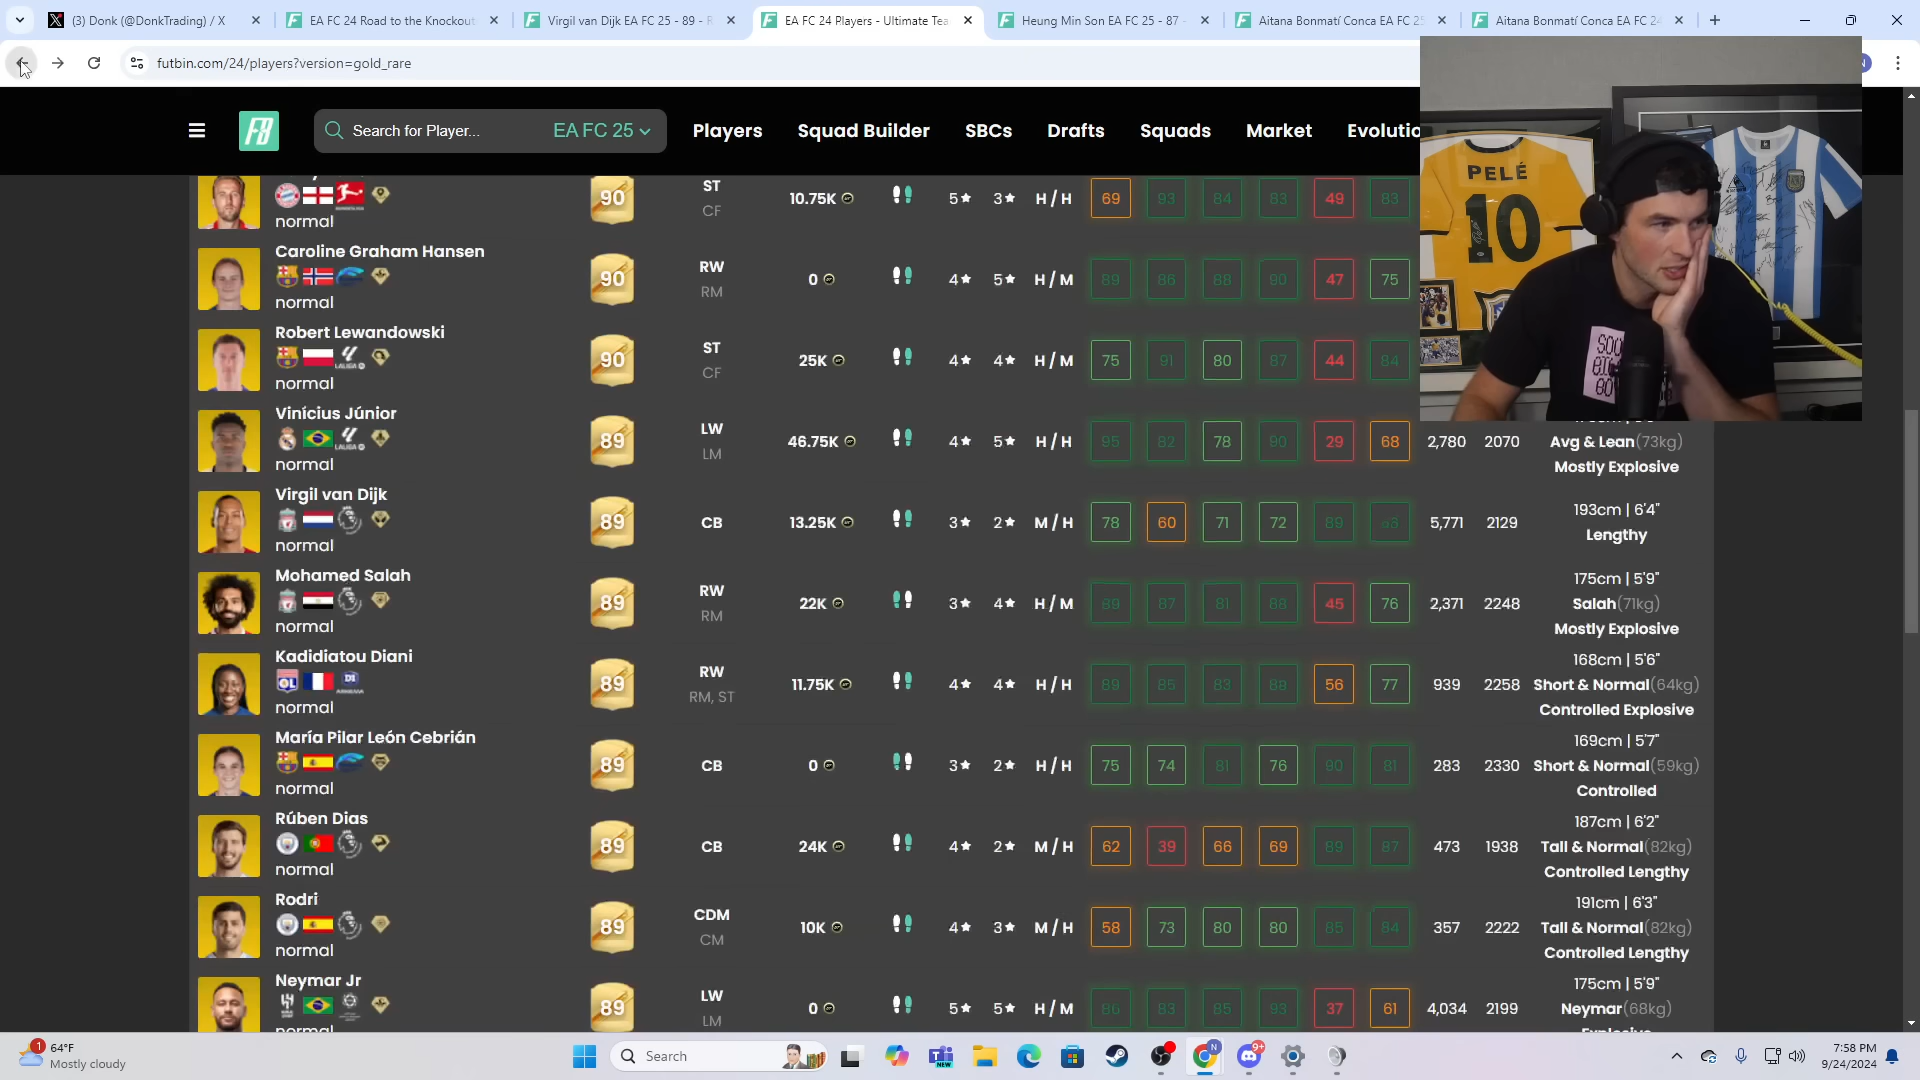 (3) Donk (@DonkTrading) / X
EA FC 24 Road to the Knockout
Virgil van Dijk EA FC 25 - 89 - R
EA FC 24 Players - Ultimate Tea
Heung Min Son EA FC 25 - 87 -
Aitana Bonmatí Conca EA FC 25
Aitana Bonmatí Conca EA FC 24
futbin.com/24/players?version=gold_rare
Search for Player...
EA FC 25
Players
Squad Builder
SBCs
Drafts
Squads
Market
Evolutio
PELÉ
10
90 ST 10.75K 5★ 3★ H / H 69 93 84 83 49 83
CF
normal
Caroline Graham Hansen
90 RW 0 4★ 5★ H / M 89 86 88 90 47 75
RM
normal
Robert Lewandowski
90 ST 25K 4★ 4★ H / M 75 91 80 87 44 84
CF
normal
Vinícius Júnior
89 LW 46.75K 4★ 5★ H / H 95 82 78 90 29 68 2,780 2070 Avg & Lean(73kg)
LM
normal
Mostly Explosive
Virgil van Dijk
89 CB 13.25K 3★ 2★ M / H 78 60 71 72 89 5,771 2129 193cm | 6'4"
Lengthy
normal
Mohamed Salah
89 RW 22K 3★ 4★ H / M 89 87 81 88 45 76 2,371 2248 175cm | 5'9"
RM
Salah(71kg)
normal
Mostly Explosive
Kadidiatou Diani
89 RW 11.75K 4★ 4★ H / H 89 85 83 88 56 77 939 2258 168cm | 5'6"
RM, ST
Short & Normal(64kg)
normal
Controlled Explosive
María Pilar León Cebrián
89 CB 0 3★ 2★ H / H 75 74 81 76 90 81 283 2330 169cm | 5'7"
Short & Normal(59kg)
normal
Controlled
Rúben Dias
89 CB 24K 4★ 2★ M / H 62 39 66 69 89 87 473 1938 187cm | 6'2"
Tall & Normal(82kg)
normal
Controlled Lengthy
Rodri
89 CDM 10K 4★ 3★ M / H 58 73 80 80 85 84 357 2222 191cm | 6'3"
CM
Tall & Normal(82kg)
normal
Controlled Lengthy
Neymar Jr
89 LW 0 5★ 5★ H / M 86 83 85 93 37 61 4,034 2199 175cm | 5'9"
LM
Neymar(68kg)
1
64°F
Mostly cloudy
Search
NEW
N
9+
7:58 PM
9/24/2024